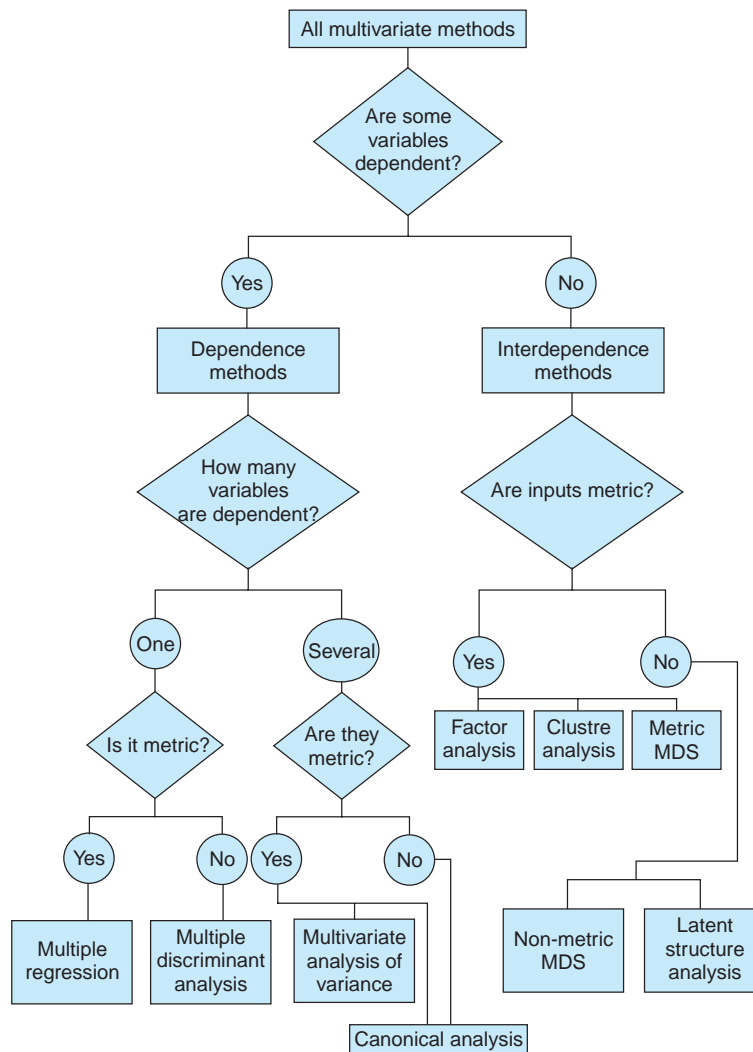 All multivariate methods
Are some
variables
dependent?
Yes
No
Dependence
methods
Interdependence
methods
How many
variables
are dependent?
Are inputs metric?
One
Several
Yes
No
Is it metric?
Are they
metric?
Factor
analysis
Clustre
analysis
Metric
MDS
Yes
No
Yes
No
Multiple
regression
Multiple
discriminant
analysis
Multivariate
analysis of
variance
Non-metric
MDS
Latent
structure
analysis
Canonical analysis